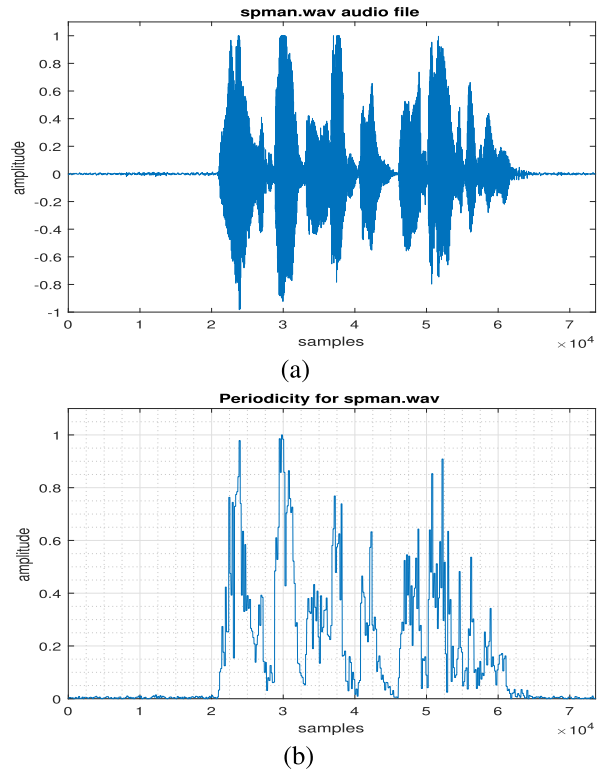 spman.wav audio file
1
0.8
0.6
0.4
0.2
0
-0.2
-0.4
-0.6
-0.8
-1
amplitude
0 1 2 3 4 5 6 7
samples
×10⁴
(a)
Periodicity for spman.wav
1
0.8
0.6
0.4
0.2
0
amplitude
0 1 2 3 4 5 6 7
samples
×10⁴
(b)